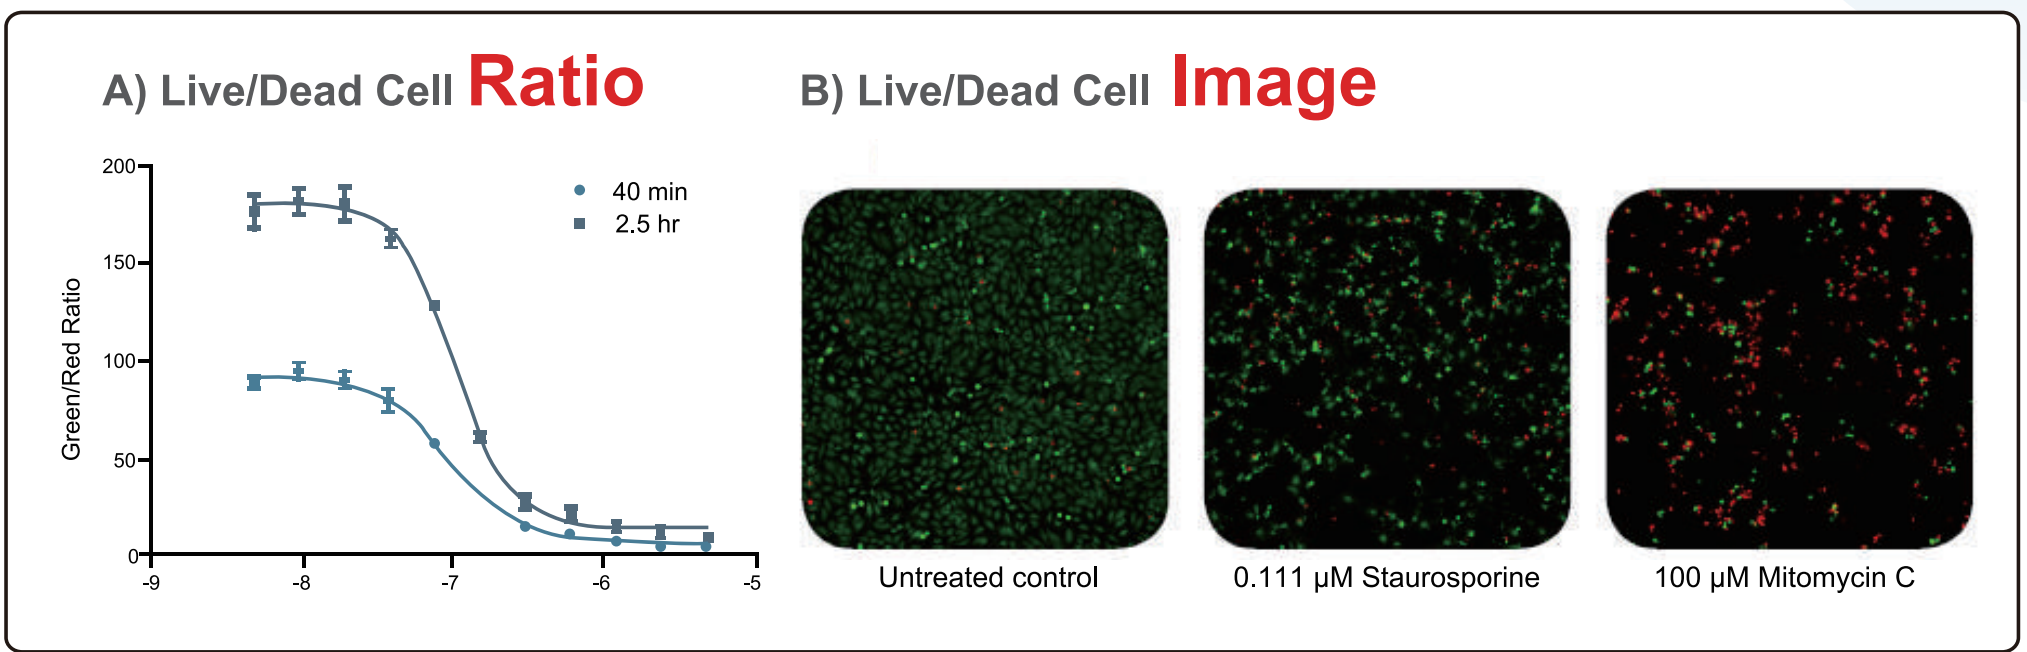 A) Live/Dead Cell Ratio
200
150
100
50
0
Green/Red Ratio
-9 -8 -7 -6 -5
40 min
2.5 hr
B) Live/Dead Cell Image
Untreated control
0.111 µM Staurosporine
100 µM Mitomycin C